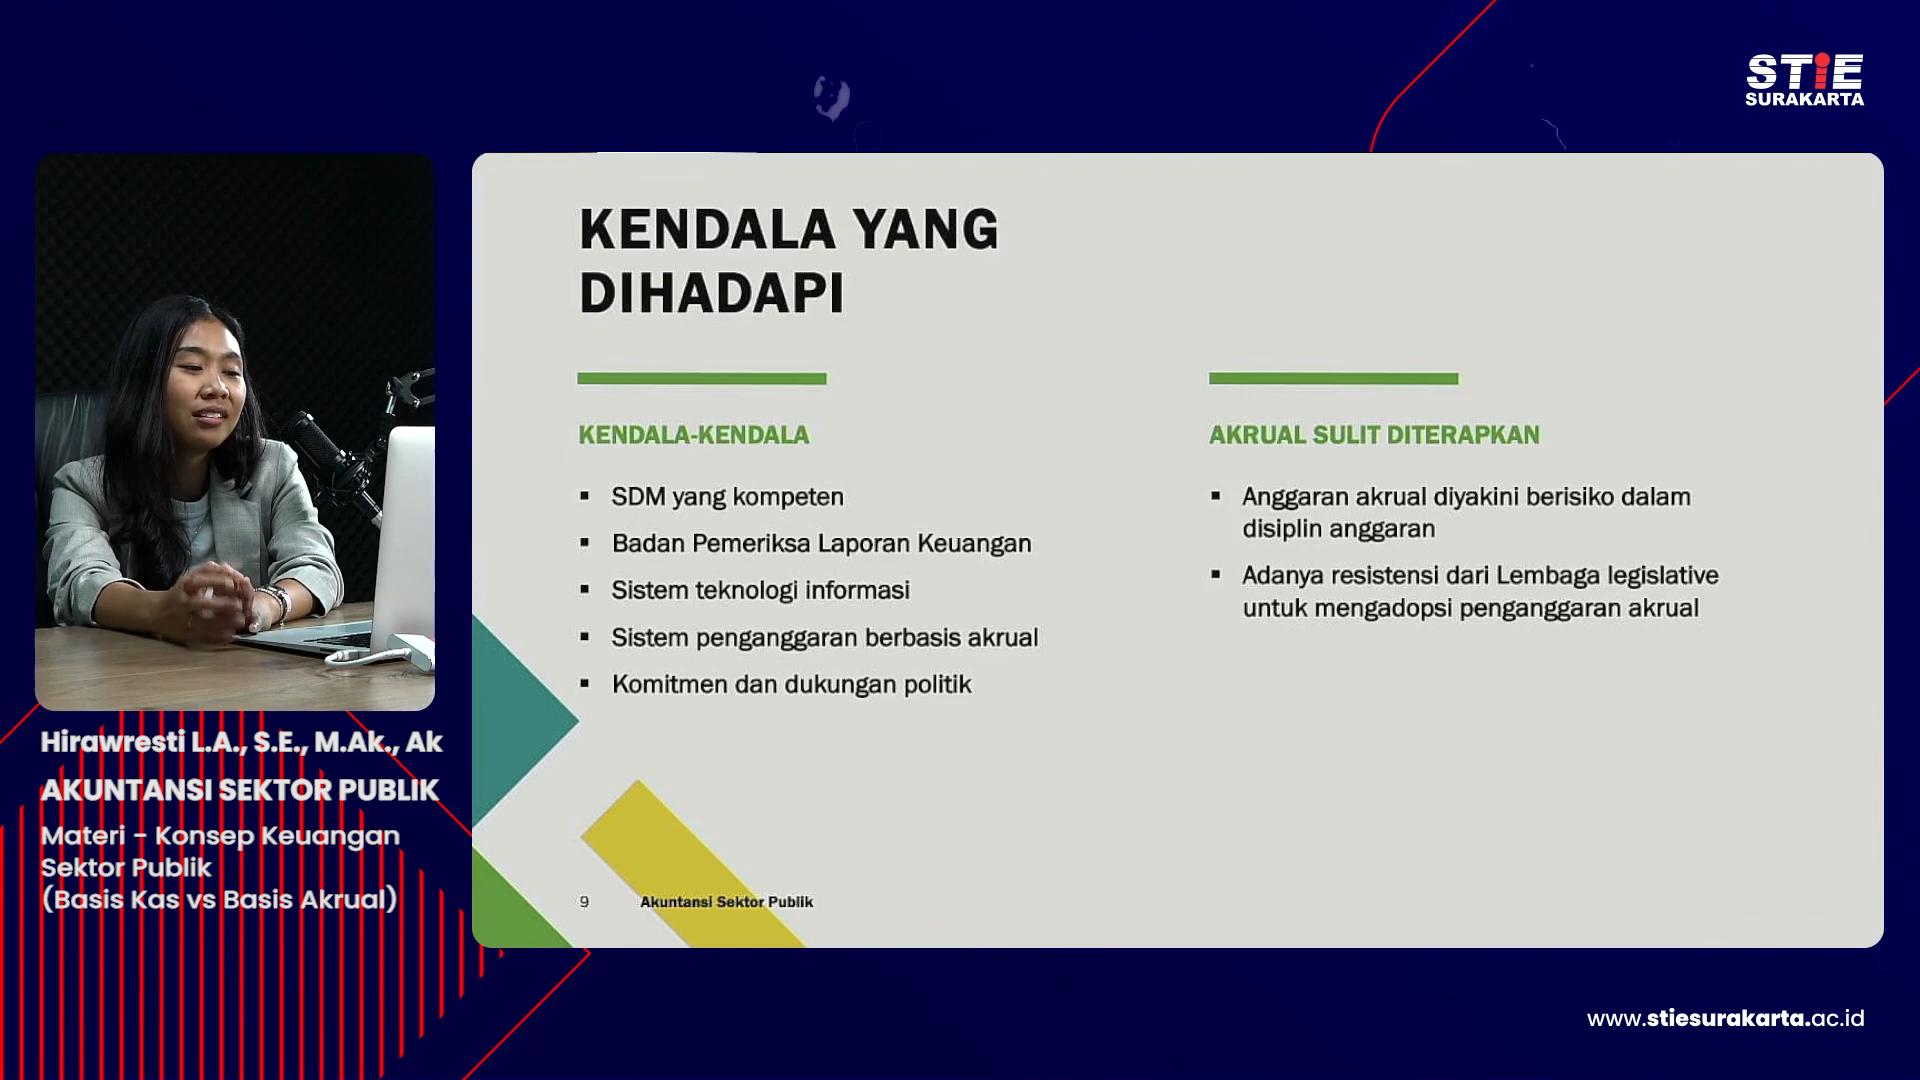 STiE
SURAKARTA
KENDALA YANG
DIHADAPI
KENDALA-KENDALA
▪ SDM yang kompeten
▪ Badan Pemeriksa Laporan Keuangan
▪ Sistem teknologi informasi
▪ Sistem penganggaran berbasis akrual
▪ Komitmen dan dukungan politik
AKRUAL SULIT DITERAPKAN
▪ Anggaran akrual diyakini berisiko dalam
disiplin anggaran
▪ Adanya resistensi dari Lembaga legislative
untuk mengadopsi penganggaran akrual
9 Akuntansi Sektor Publik
Hirawresti L.A., S.E., M.Ak., Ak
AKUNTANSI SEKTOR PUBLIK
Materi - Konsep Keuangan
Sektor Publik
(Basis Kas vs Basis Akrual)
www.stiesurakarta.ac.id